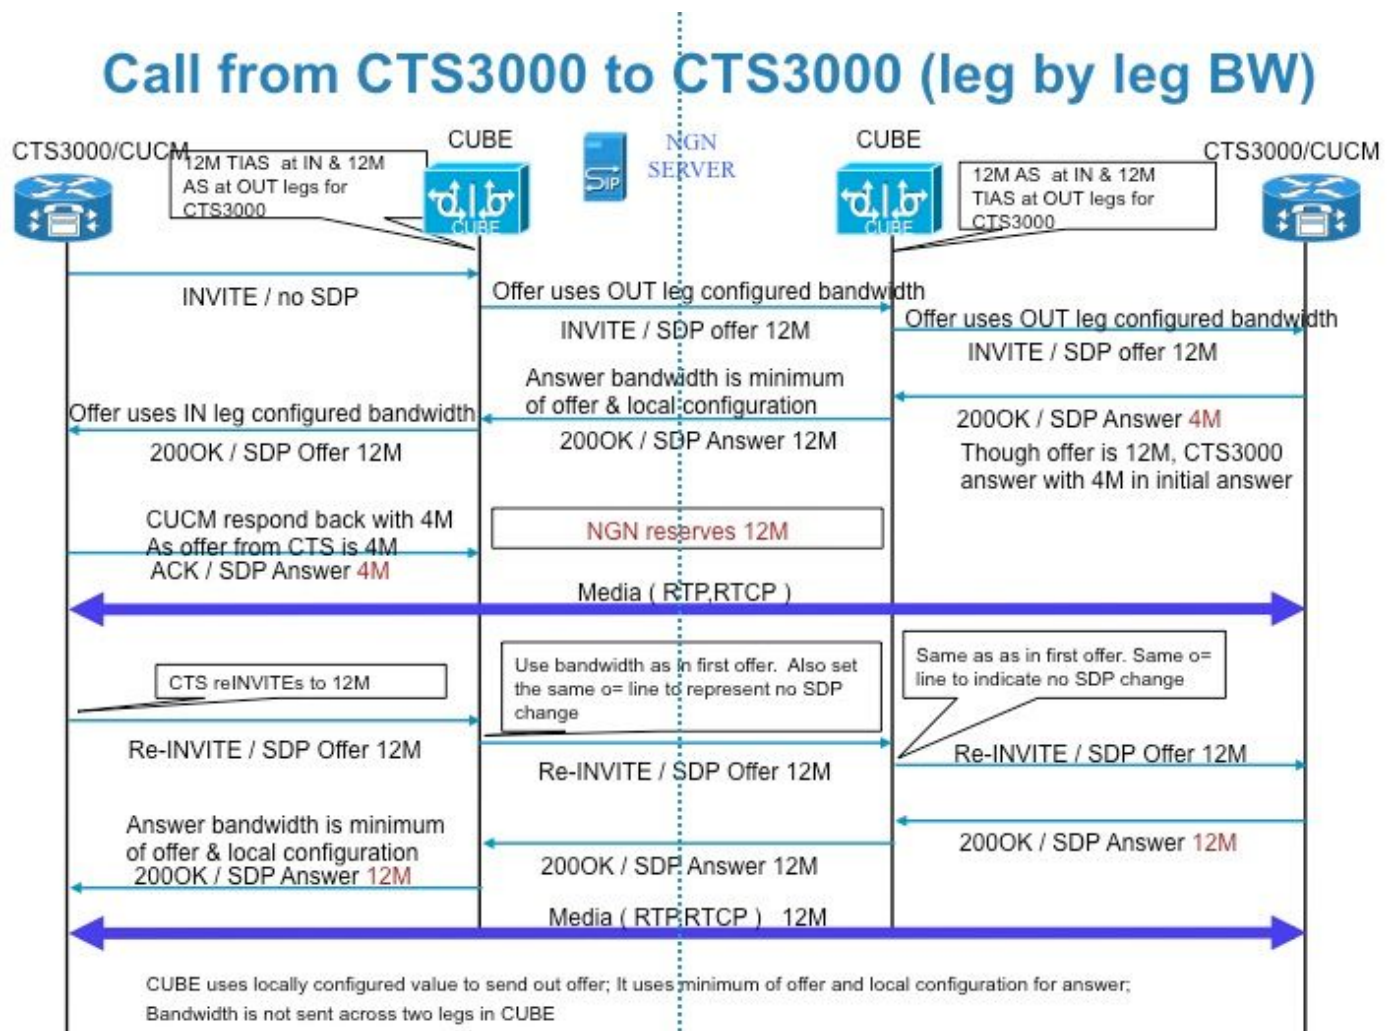 Call from CTS3000 to CTS3000 (leg by leg BW)
CTS3000/CUCM
12M TIAS at IN & 12M
AS at OUT legs for
CTS3000
CUBE
CUBE
SIP
NGN
SERVER
CUBE
CUBE
12M AS at IN & 12M
TIAS at OUT legs for
CTS3000
CTS3000/CUCM
INVITE / no SDP
Offer uses OUT leg configured bandwidth
INVITE / SDP offer 12M
Offer uses OUT leg configured bandwidth
INVITE / SDP offer 12M
200OK / SDP Answer 4M
Though offer is 12M, CTS3000
answer with 4M in initial answer
Answer bandwidth is minimum
of offer & local configuration
200OK / SDP Answer 12M
Offer uses IN leg configured bandwidth
200OK / SDP Offer 12M
CUCM respond back with 4M
As offer from CTS is 4M
ACK / SDP Answer 4M
NGN reserves 12M
Media ( RTP,RTCP )
CTS reINVITEs to 12M
Use bandwidth as in first offer. Also set
the same o= line to represent no SDP
change
Same as as in first offer. Same o=
line to indicate no SDP change
Re-INVITE / SDP Offer 12M
Re-INVITE / SDP Offer 12M
Re-INVITE / SDP Offer 12M
200OK / SDP Answer 12M
200OK / SDP Answer 12M
Answer bandwidth is minimum
of offer & local configuration
200OK / SDP Answer 12M
Media ( RTP,RTCP ) 12M
CUBE uses locally configured value to send out offer; It uses minimum of offer and local configuration for answer;
Bandwidth is not sent across two legs in CUBE